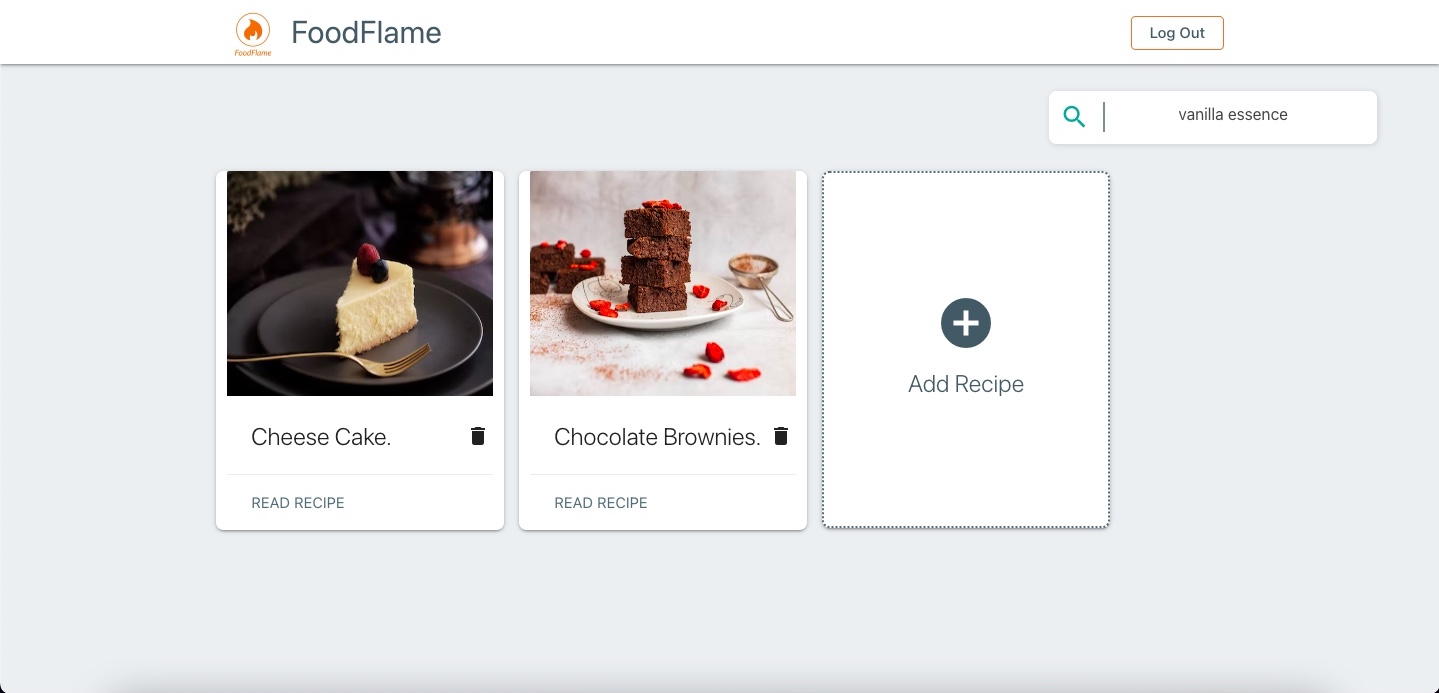 FoodFlame
FoodFlame
Log Out
vanilla essence
Cheese Cake.
READ RECIPE
Chocolate Brownies.
READ RECIPE
Add Recipe